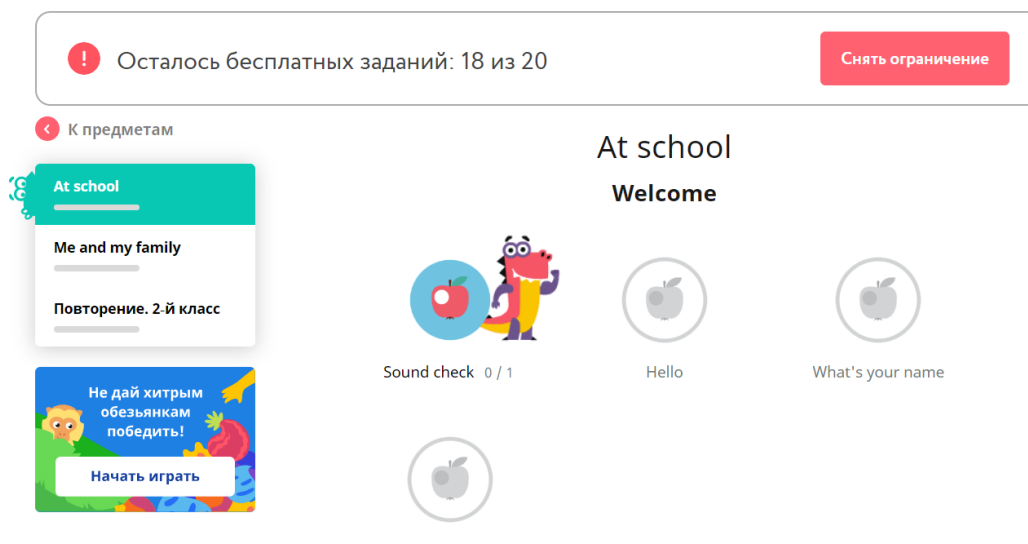 Осталось бесплатных заданий: 18 из 20
Снять ограничение
К предметам
At school
Me and my family
Повторение. 2-й класс
Не дай хитрым
обезьянкам
победить!
Начать играть
At school
Welcome
Sound check 0 / 1
Hello
What's your name